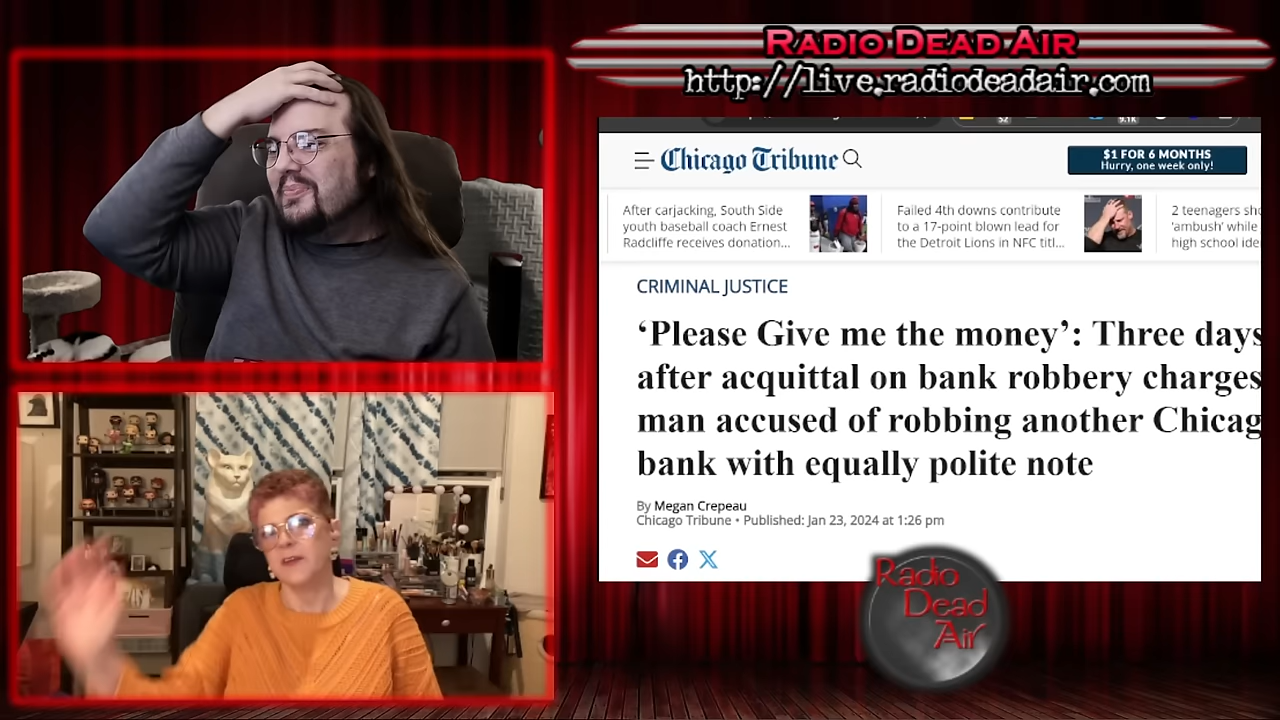 Radio Dead Air
http://live.radiodeadair.com
52
9.1K
Chicago Tribune
$1 FOR 6 MONTHS
Hurry, one week only!
After carjacking, South Side
youth baseball coach Ernest
Radcliffe receives donation...
Failed 4th downs contribute
to a 17-point blown lead for
the Detroit Lions in NFC titl...
2 teenagers sho
'ambush' while
high school ide
CRIMINAL JUSTICE
‘Please Give me the money’: Three days
after acquittal on bank robbery charges
man accused of robbing another Chicag
bank with equally polite note
By Megan Crepeau
Chicago Tribune • Published: Jan 23, 2024 at 1:26 pm
Radio
Dead
Air